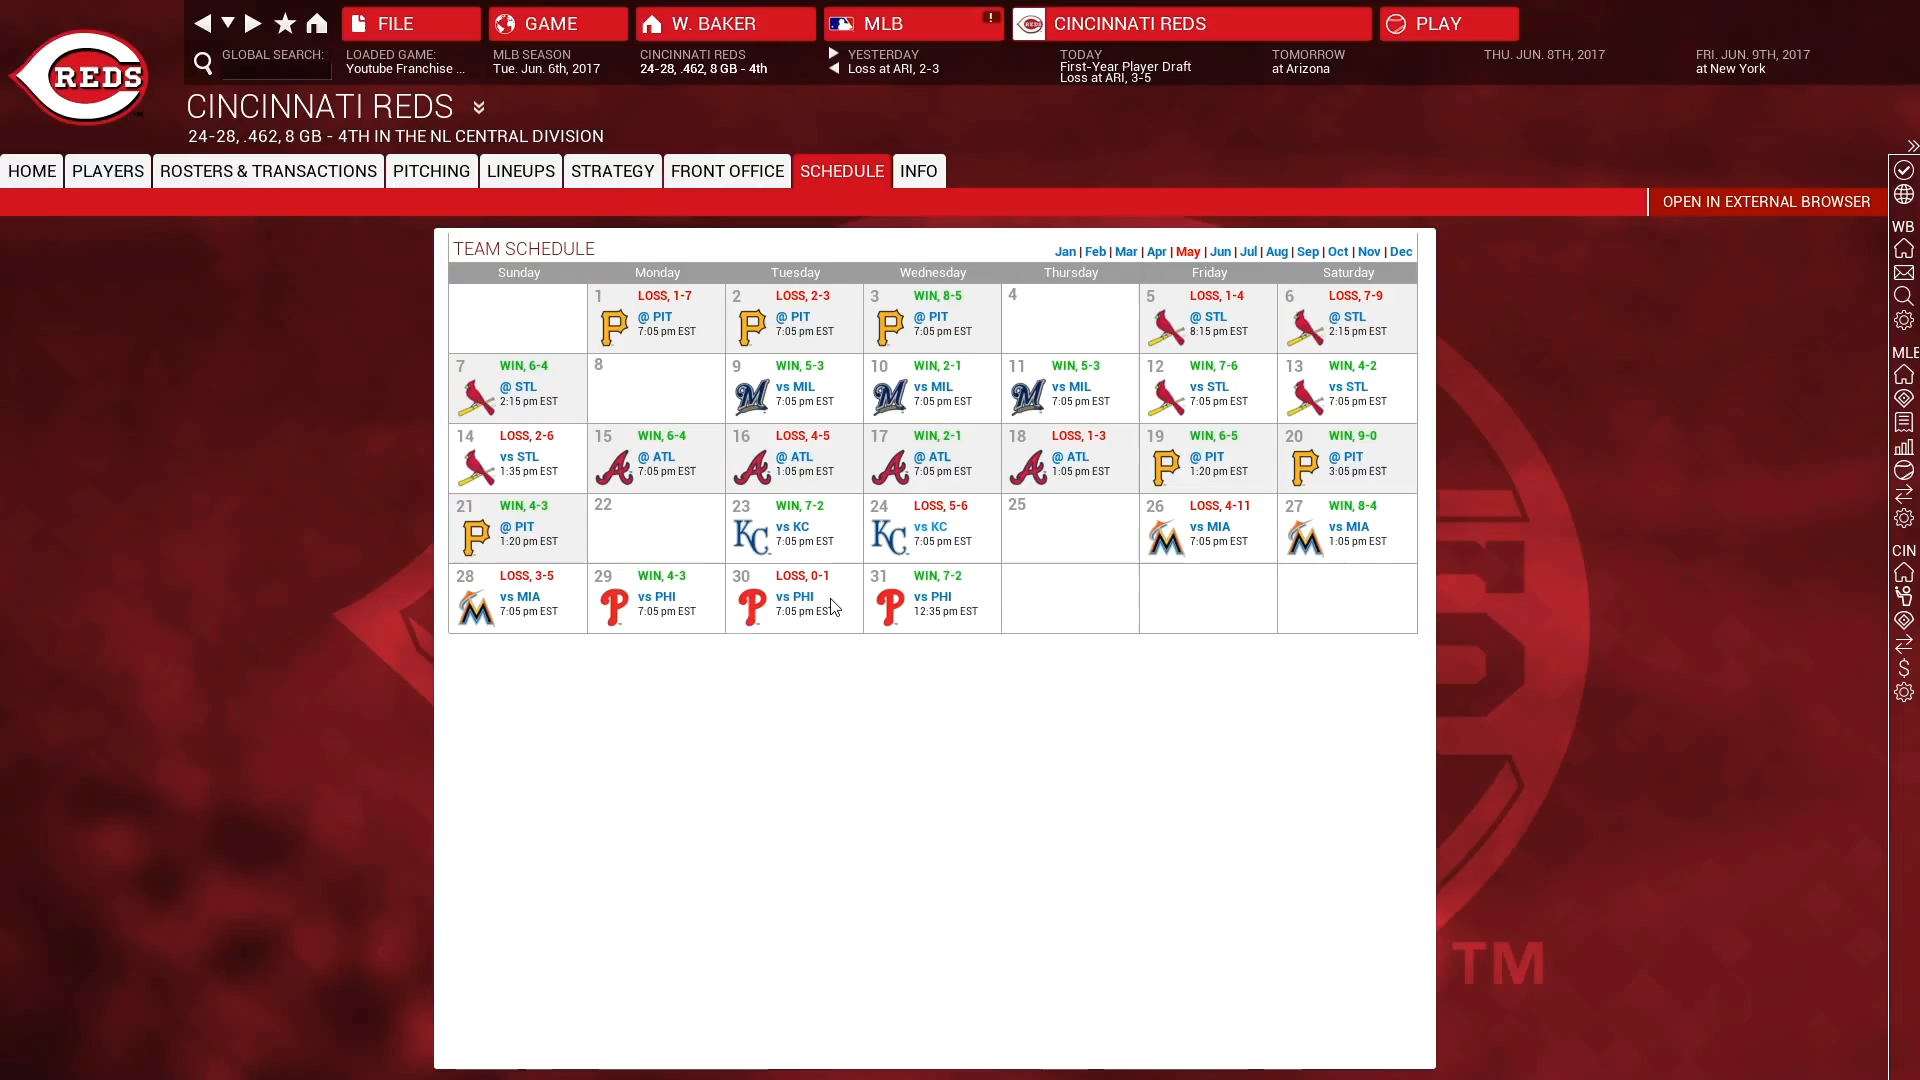 FILE
GAME
W. BAKER
MLB
!
REDS
CINCINNATI REDS
PLAY
GLOBAL SEARCH:
LOADED GAME:
Youtube Franchise ...
MLB SEASON
Tue. Jun. 6th, 2017
CINCINNATI REDS
24-28, .462, 8 GB - 4th
YESTERDAY
Loss at ARI, 2-3
TODAY
First-Year Player Draft
Loss at ARI, 3-5
TOMORROW
at Arizona
THU. JUN. 8TH, 2017
FRI. JUN. 9TH, 2017
at New York
REDS
CINCINNATI REDS
24-28, .462, 8 GB - 4TH IN THE NL CENTRAL DIVISION
HOME PLAYERS ROSTERS & TRANSACTIONS PITCHING LINEUPS STRATEGY FRONT OFFICE SCHEDULE INFO
OPEN IN EXTERNAL BROWSER
WB
MLE
CIN
TEAM SCHEDULE
Jan | Feb | Mar | Apr | May | Jun | Jul | Aug | Sep | Oct | Nov | Dec
Sunday Monday Tuesday Wednesday Thursday Friday Saturday
1 LOSS, 1-7 2 LOSS, 2-3 3 WIN, 8-5 4 5 LOSS, 1-4 6 LOSS, 7-9
@ PIT @ PIT @ PIT @ STL @ STL
7:05 pm EST 7:05 pm EST 7:05 pm EST 8:15 pm EST 2:15 pm EST
7 WIN, 6-4 8 9 WIN, 5-3 10 WIN, 2-1 11 WIN, 5-3 12 WIN, 7-6 13 WIN, 4-2
@ STL vs MIL vs MIL vs MIL vs STL vs STL
2:15 pm EST 7:05 pm EST 7:05 pm EST 7:05 pm EST 7:05 pm EST 7:05 pm EST
14 LOSS, 2-6 15 WIN, 6-4 16 LOSS, 4-5 17 WIN, 2-1 18 LOSS, 1-3 19 WIN, 6-5 20 WIN, 9-0
vs STL @ ATL @ ATL @ ATL @ ATL @ PIT @ PIT
1:35 pm EST 7:05 pm EST 1:05 pm EST 7:05 pm EST 1:05 pm EST 1:20 pm EST 3:05 pm EST
21 WIN, 4-3 22 23 WIN, 7-2 24 LOSS, 5-6 25 26 LOSS, 4-11 27 WIN, 8-4
@ PIT vs KC vs KC vs MIA vs MIA
1:20 pm EST 7:05 pm EST 7:05 pm EST 7:05 pm EST 1:05 pm EST
28 LOSS, 3-5 29 WIN, 4-3 30 LOSS, 0-1 31 WIN, 7-2
vs MIA vs PHI vs PHI vs PHI
7:05 pm EST 7:05 pm EST 7:05 pm EST 12:35 pm EST
TM